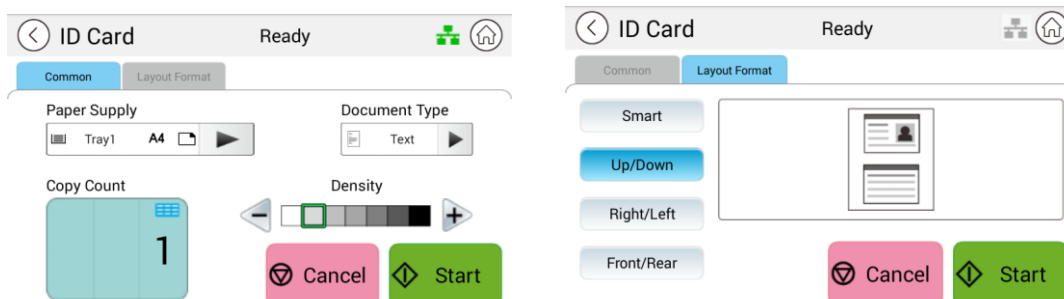 ID Card
Ready
Common
Layout Format
Paper Supply
Document Type
Tray1
A4
Text
Copy Count
Density
1
Cancel
Start
ID Card
Ready
Common
Layout Format
Smart
Up/Down
Right/Left
Front/Rear
Cancel
Start